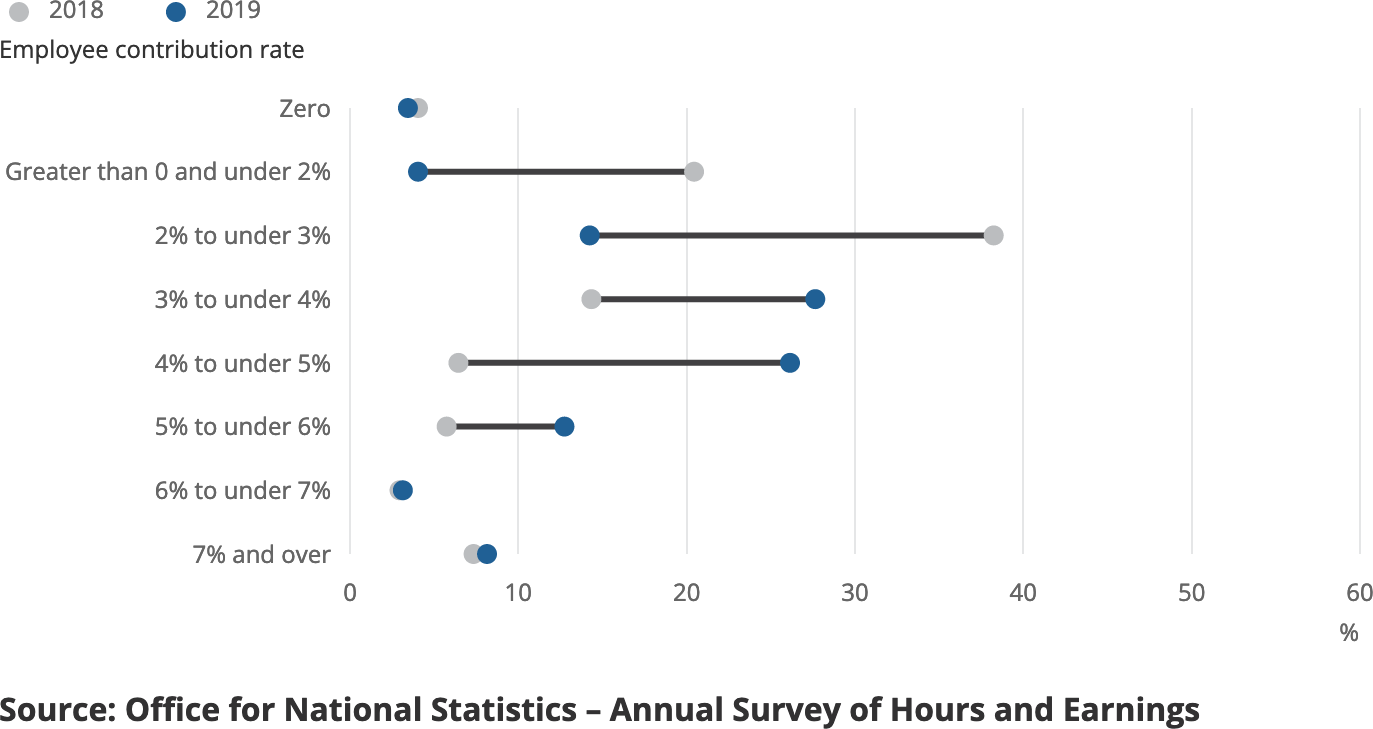 2018 2019
Employee contribution rate
Zero
Greater than 0 and under 2%
2% to under 3%
3% to under 4%
4% to under 5%
5% to under 6%
6% to under 7%
7% and over
0 10 20 30 40 50 60
%
Source: Office for National Statistics – Annual Survey of Hours and Earnings